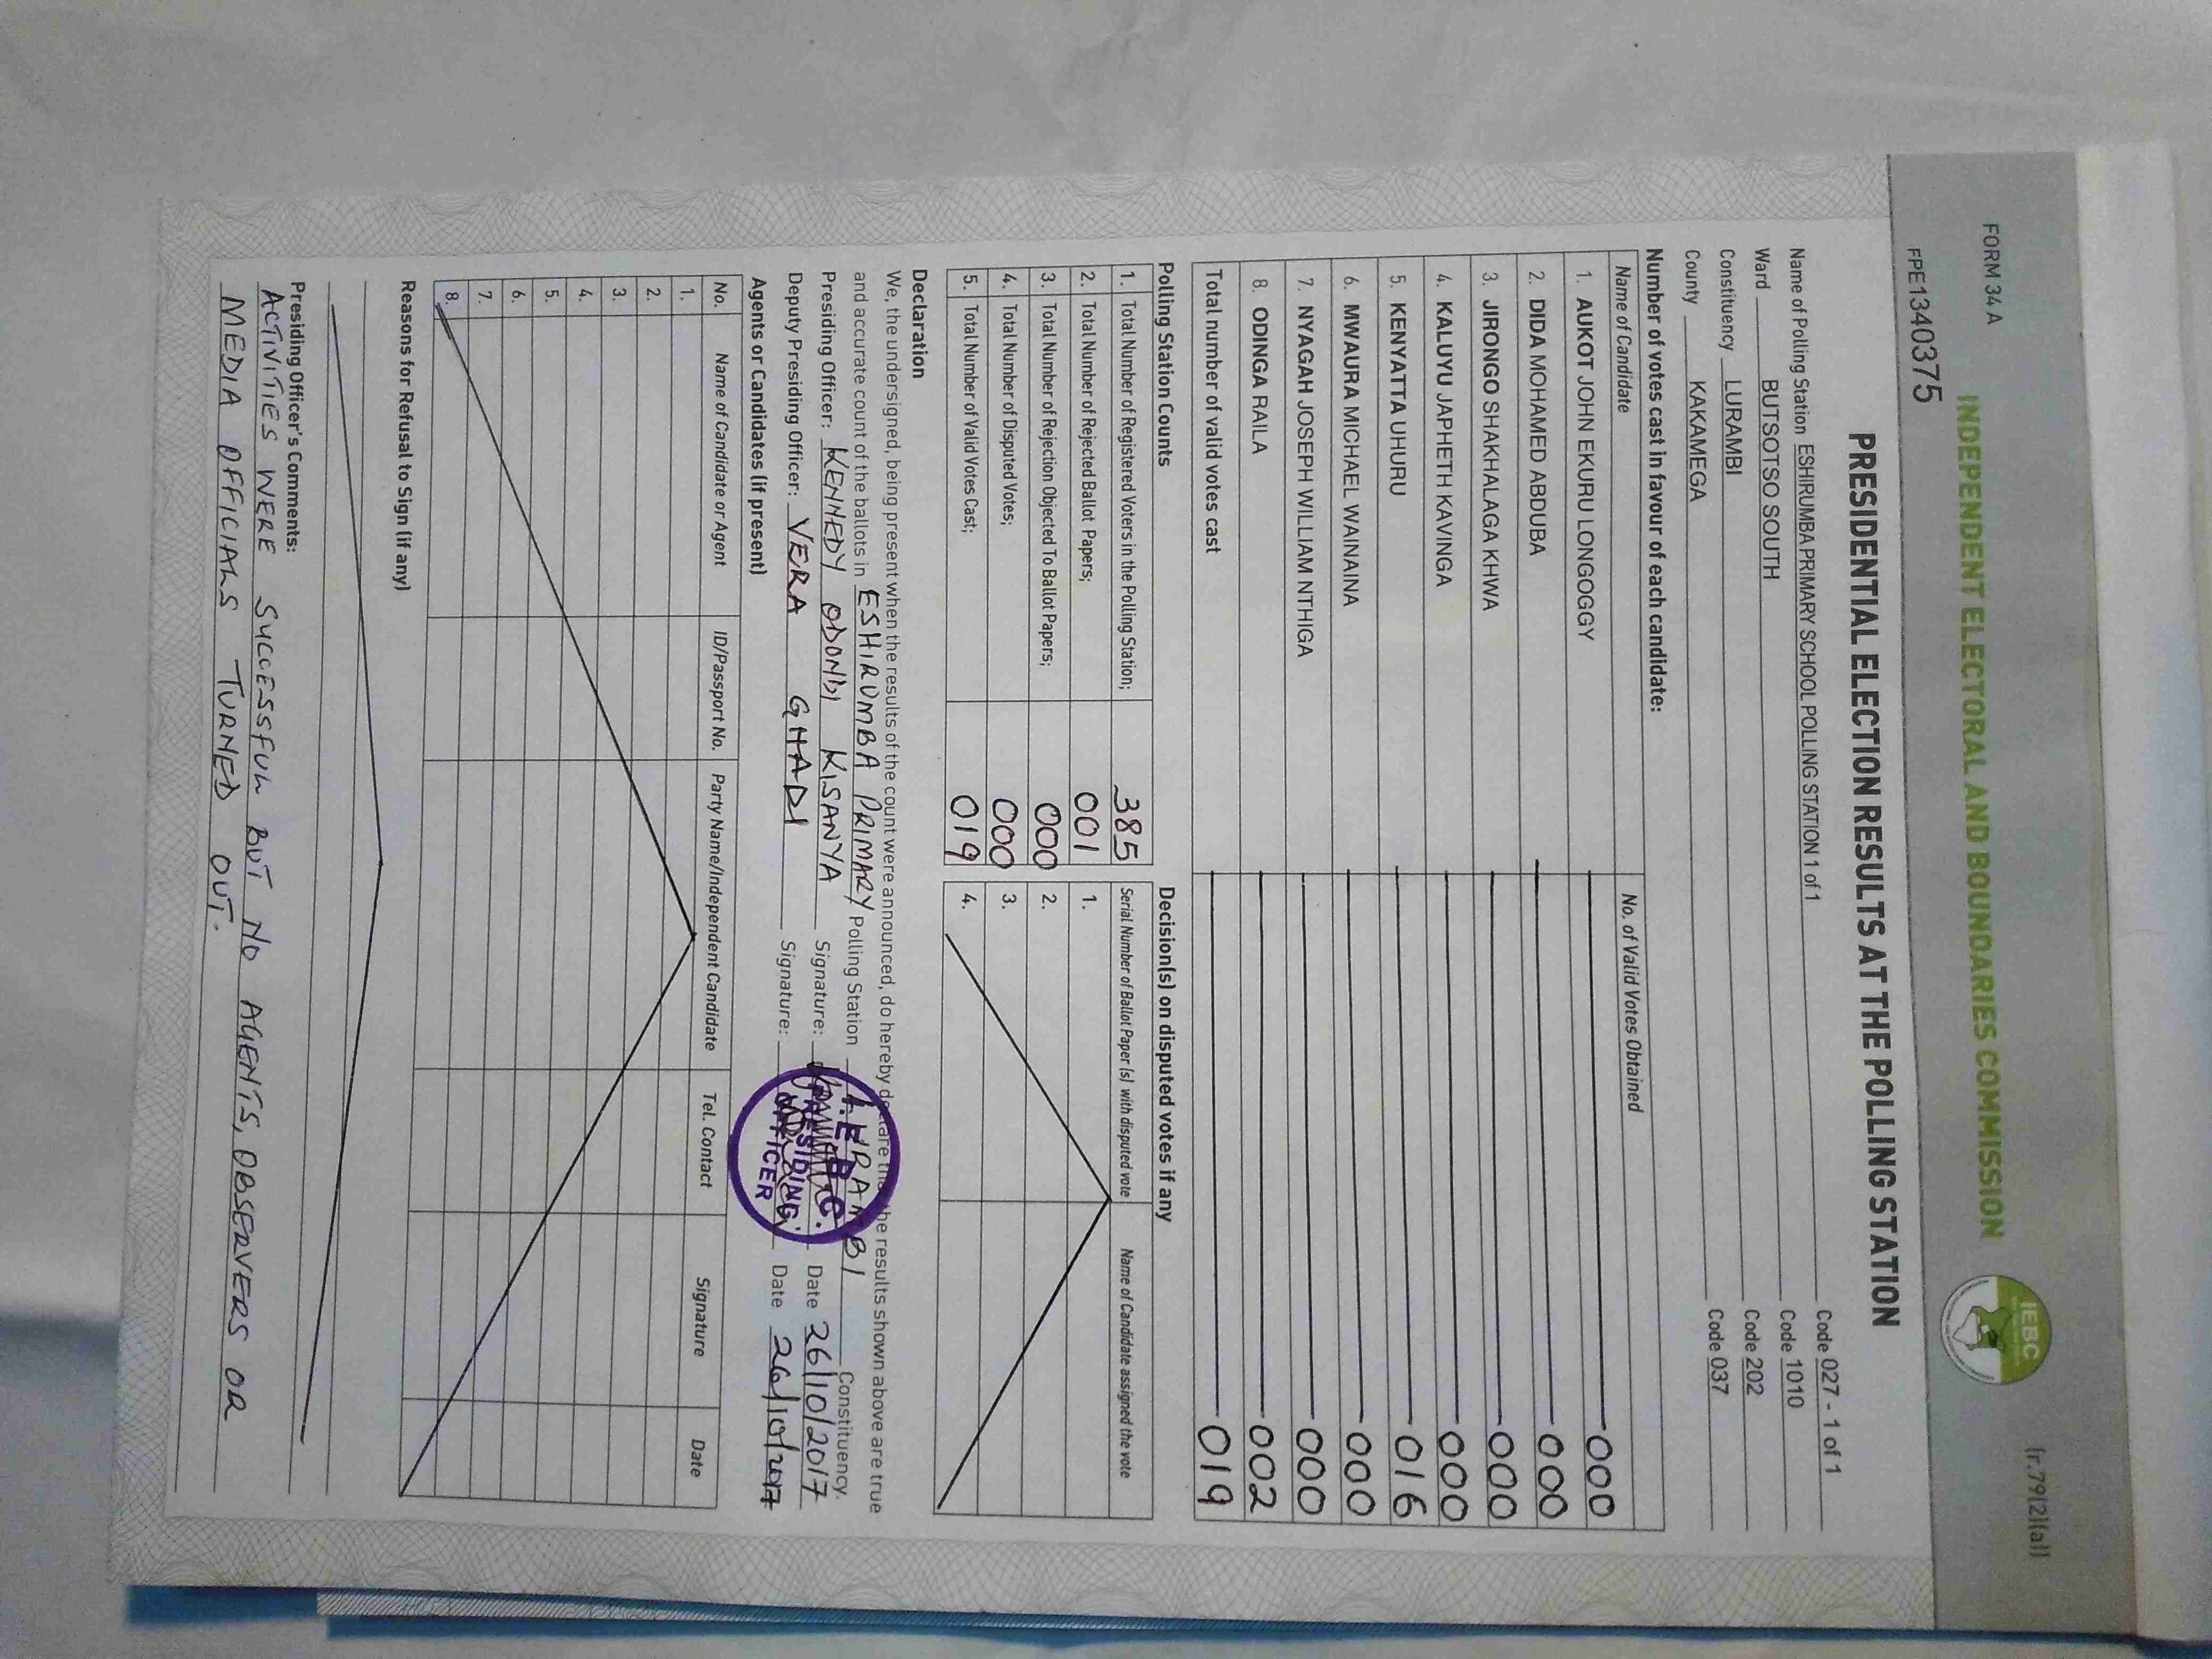 FORM 34 A
(r.79(2)(a))
INDEPENDENT ELECTORAL AND BOUNDARIES COMMISSION
IEBC
FPE1340375
PRESIDENTIAL ELECTION RESULTS AT THE POLLING STATION
Name of Polling Station ESHIRUMBA PRIMARY SCHOOL POLLING STATION 1 of 1 Code 027 - 1 of 1
Ward BUTSOTSO SOUTH Code 1010
Constituency LURAMBI Code 202
County KAKAMEGA Code 037
Number of votes cast in favour of each candidate:
Name of Candidate No. of Valid Votes Obtained
1. AUKOT JOHN EKURU LONGOGGY 000
2. DIDA MOHAMED ABDUBA 000
3. JIRONGO SHAKHALAGA KHWA 000
4. KALUYU JAPHETH KAVINGA 000
5. KENYATTA UHURU 016
6. MWAURA MICHAEL WAINAINA 000
7. NYAGAH JOSEPH WILLIAM NTHIGA 000
8. ODINGA RAILA 002
Total number of valid votes cast 019
Polling Station Counts Decision(s) on disputed votes if any
1. Total Number of Registered Voters in the Polling Station; 385 Serial Number of Ballot Paper (s) with disputed vote Name of Candidate assigned the vote
2. Total Number of Rejected Ballot Papers; 001 1.
3. Total Number of Rejection Objected To Ballot Papers; 000 2.
4. Total Number of Disputed Votes; 000 3.
5. Total Number of Valid Votes Cast; 019 4.
Declaration
We, the undersigned, being present when the results of the count were announced, do hereby declare that the results shown above are true
and accurate count of the ballots in ESHIRUMBA PRIMARY Polling Station LURAMBI Constituency.
Presiding Officer: KENNEDY ODONDI KISANYA Signature: Date 26/10/2017
Deputy Presiding Officer: VERA GHADI Signature: Date 26/10/2017
I.E.B.C.
PRESIDING
OFFICER
Agents or Candidates (if present)
No. Name of Candidate or Agent ID/Passport No. Party Name/Independent Candidate Tel. Contact Signature Date
1.
2.
3.
4.
5.
6.
7.
8.
Reasons for Refusal to Sign (if any)
Presiding Officer's Comments:
ACTIVITIES WERE SUCCESSFUL BUT NO AGENTS, OBSERVERS OR
MEDIA OFFICIALS TURNED OUT.